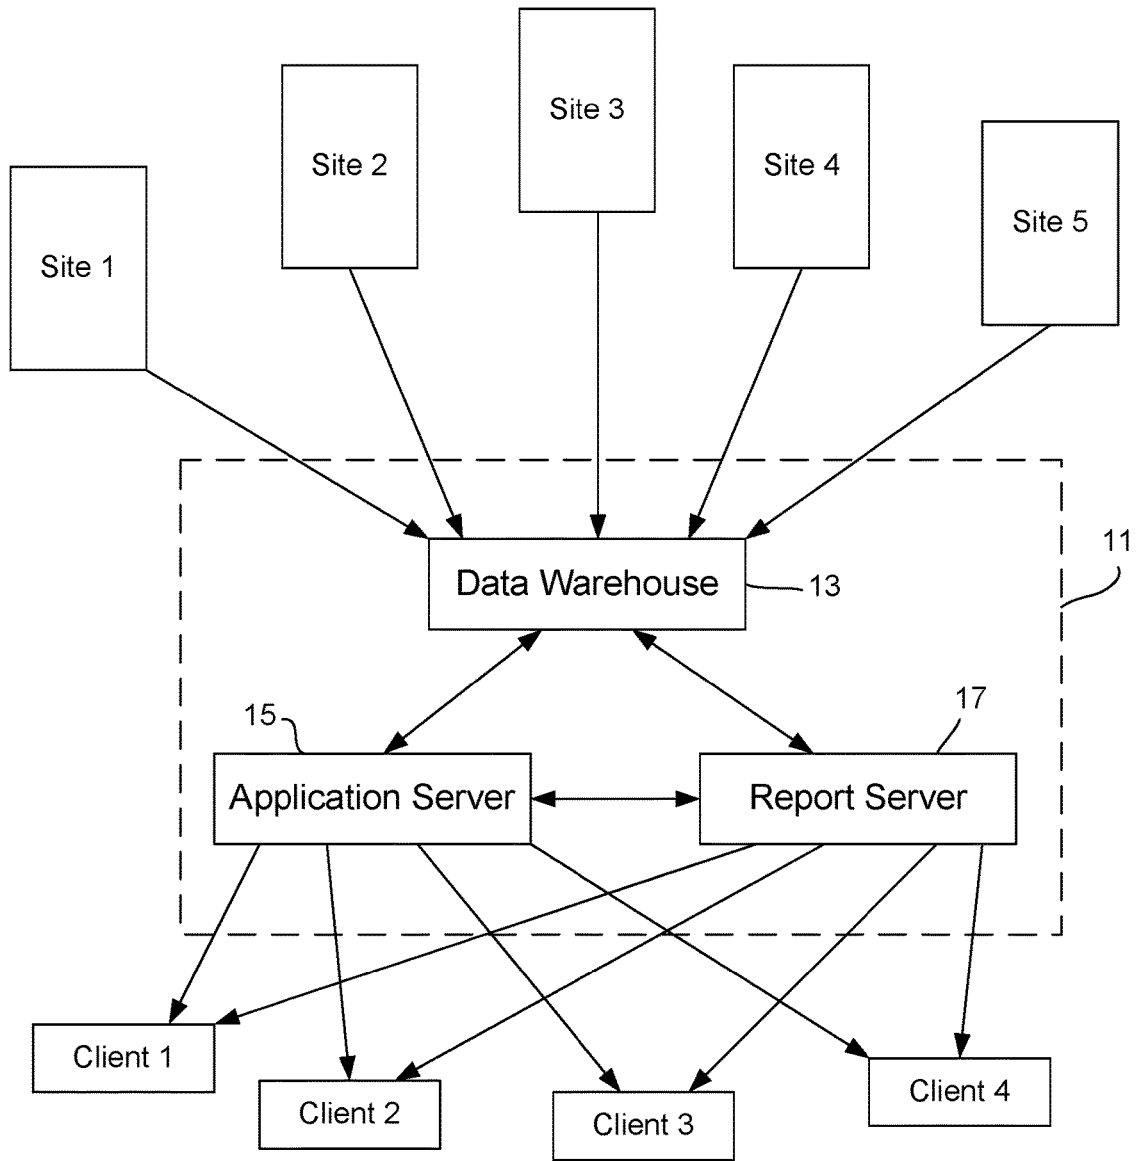 Site 3
Site 2
Site 4
Site 5
Site 1
11
Data Warehouse
13
15
17
Application Server
Report Server
Client 1
Client 4
Client 2
Client 3